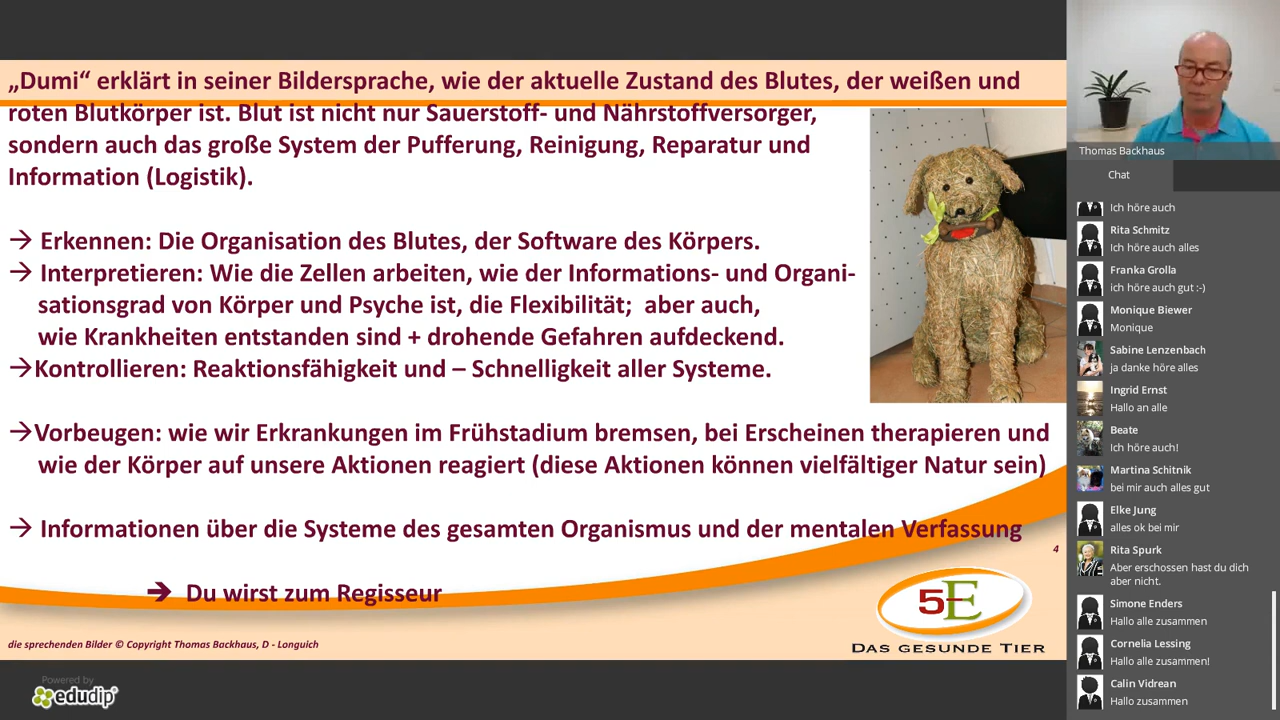 „Dumi“ erklärt in seiner Bildersprache, wie der aktuelle Zustand des Blutes, der weißen und
roten Blutkörper ist. Blut ist nicht nur Sauerstoff- und Nährstoffversorger,
sondern auch das große System der Pufferung, Reinigung, Reparatur und
Information (Logistik).
→ Erkennen: Die Organisation des Blutes, der Software des Körpers.
→ Interpretieren: Wie die Zellen arbeiten, wie der Informations- und Organi-
sationsgrad von Körper und Psyche ist, die Flexibilität; aber auch,
wie Krankheiten entstanden sind + drohende Gefahren aufdeckend.
→Kontrollieren: Reaktionsfähigkeit und – Schnelligkeit aller Systeme.
→Vorbeugen: wie wir Erkrankungen im Frühstadium bremsen, bei Erscheinen therapieren und
wie der Körper auf unsere Aktionen reagiert (diese Aktionen können vielfältiger Natur sein)
→ Informationen über die Systeme des gesamten Organismus und der mentalen Verfassung
4
➔ Du wirst zum Regisseur
5E
DAS GESUNDE TIER
die sprechenden Bilder © Copyright Thomas Backhaus, D - Longuich
Powered by
edudip
Thomas Backhaus
Chat
Ich höre auch
Rita Schmitz
Ich höre auch alles
Franka Grolla
ich höre auch gut :-)
Monique Biewer
Monique
Sabine Lenzenbach
ja danke höre alles
Ingrid Ernst
Hallo an alle
Beate
Ich höre auch!
Martina Schitnik
bei mir auch alles gut
Elke Jung
alles ok bei mir
Rita Spurk
Aber erschossen hast du dich
aber nicht.
Simone Enders
Hallo alle zusammen
Cornelia Lessing
Hallo alle zusammen!
Calin Vidrean
Hallo zusammen